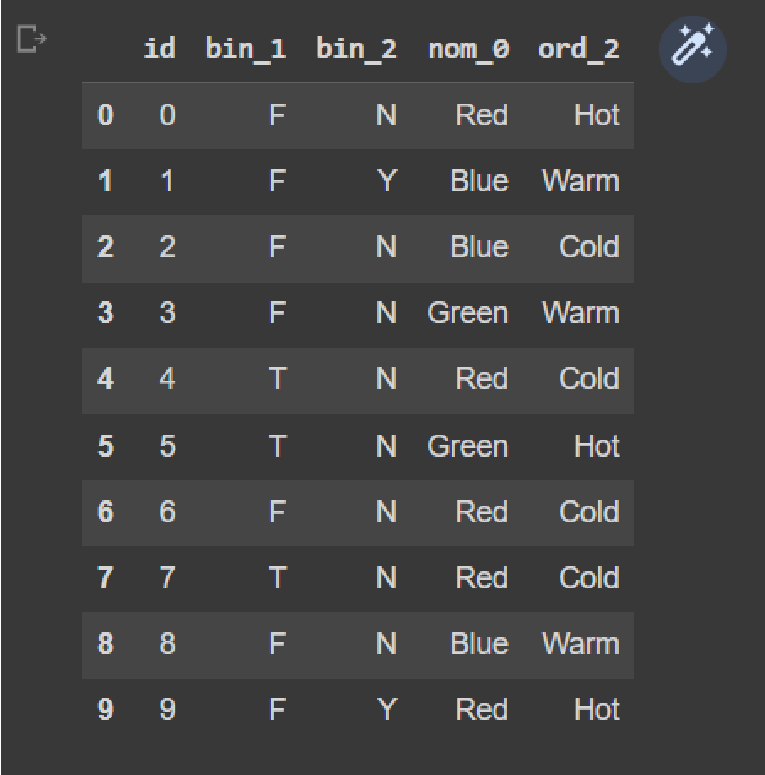 id bin_1 bin_2 nom_0 ord_2
0 0 F N Red Hot
1 1 F Y Blue Warm
2 2 F N Blue Cold
3 3 F N Green Warm
4 4 T N Red Cold
5 5 T N Green Hot
6 6 F N Red Cold
7 7 T N Red Cold
8 8 F N Blue Warm
9 9 F Y Red Hot